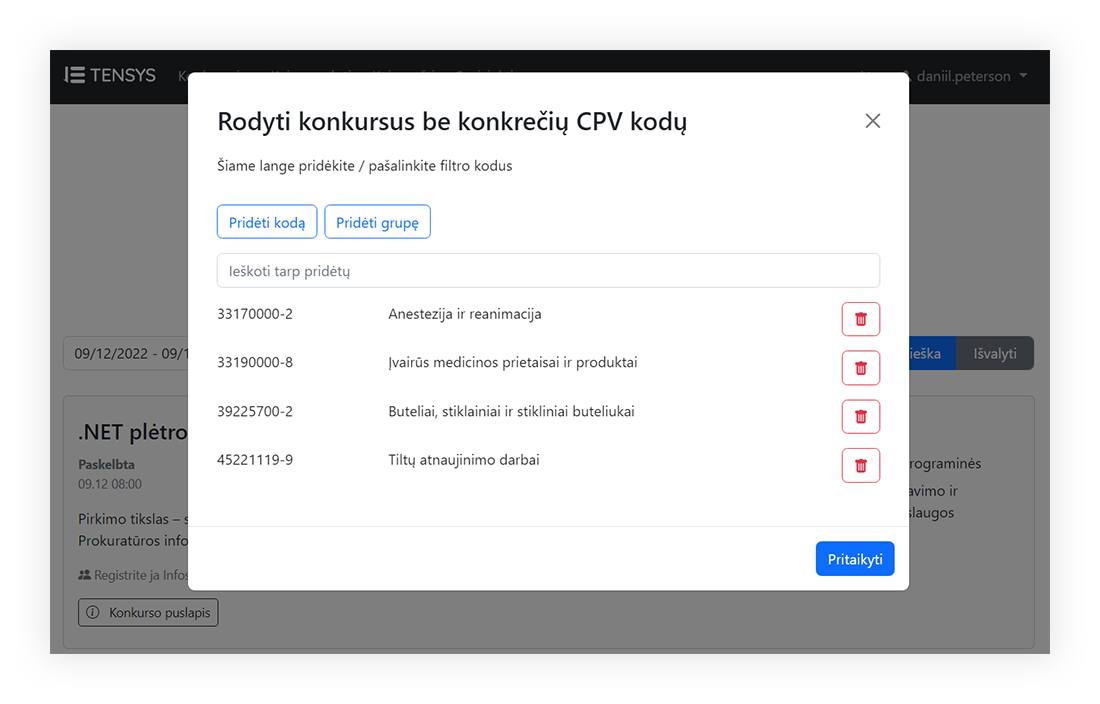 TENSYS
daniil.peterson
Rodyti konkursus be konkrečių CPV kodų
Šiame lange pridėkite / pašalinkite filtro kodus
Pridėti kodą
Pridėti grupę
Ieškoti tarp pridėtų
33170000-2 Anestezija ir reanimacija
33190000-8 Įvairūs medicinos prietaisai ir produktai
39225700-2 Buteliai, stiklainiai ir stikliniai buteliukai
45221119-9 Tiltų atnaujinimo darbai
Pritaikyti
09/12/2022 - 09/1
ieška
Išvalyti
.NET plėtro
Paskelbta
09.12 08:00
Pirkimo tikslas – s
Prokuratūros info
Registrite ja Infos
Konkurso puslapis
rograminės
avimo ir
slaugos